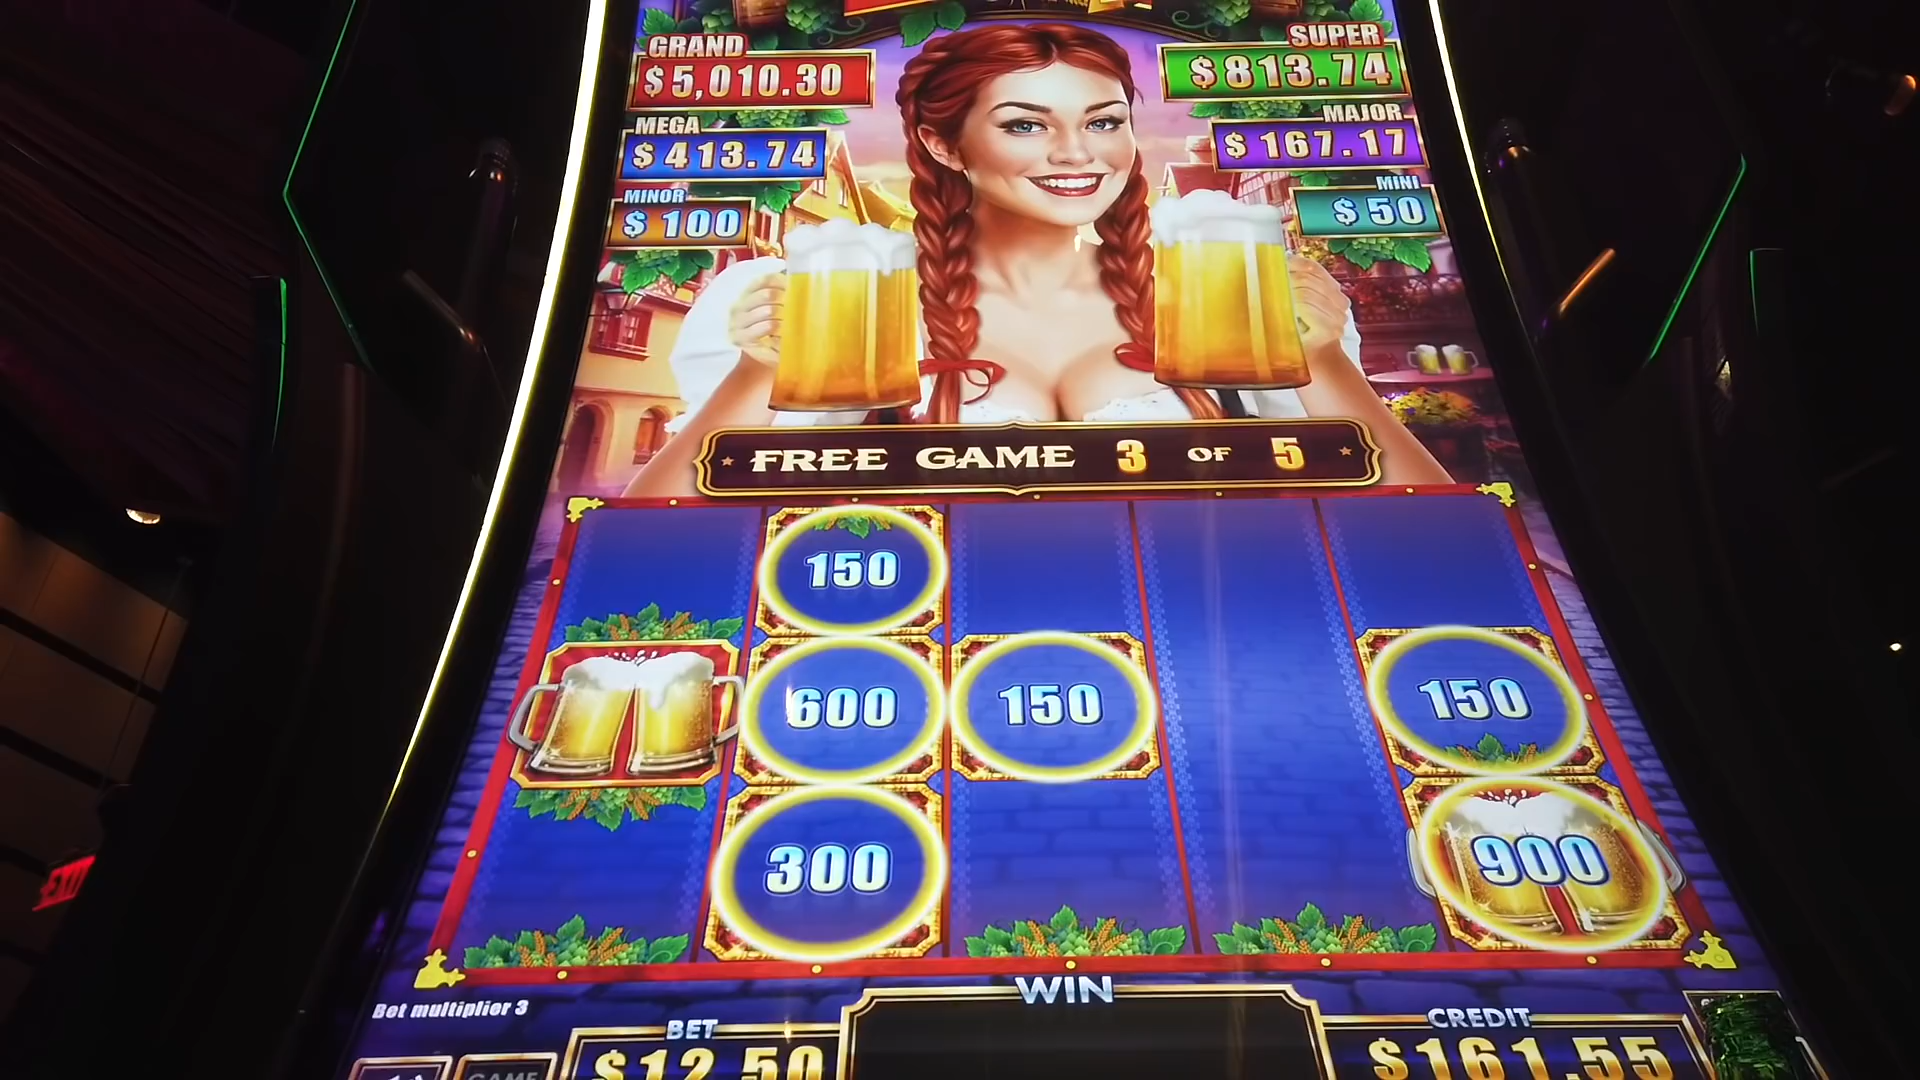 GRAND
$5,010.30
SUPER
$813.74
MEGA
$413.74
MAJOR
$167.17
MINOR
$100
MINI
$50
FREE GAME 3 OF 5
150
600
150
150
300
900
EXIT
Bet multiplier 3
WIN
BET
$12.50
CREDIT
$161.55
GAME